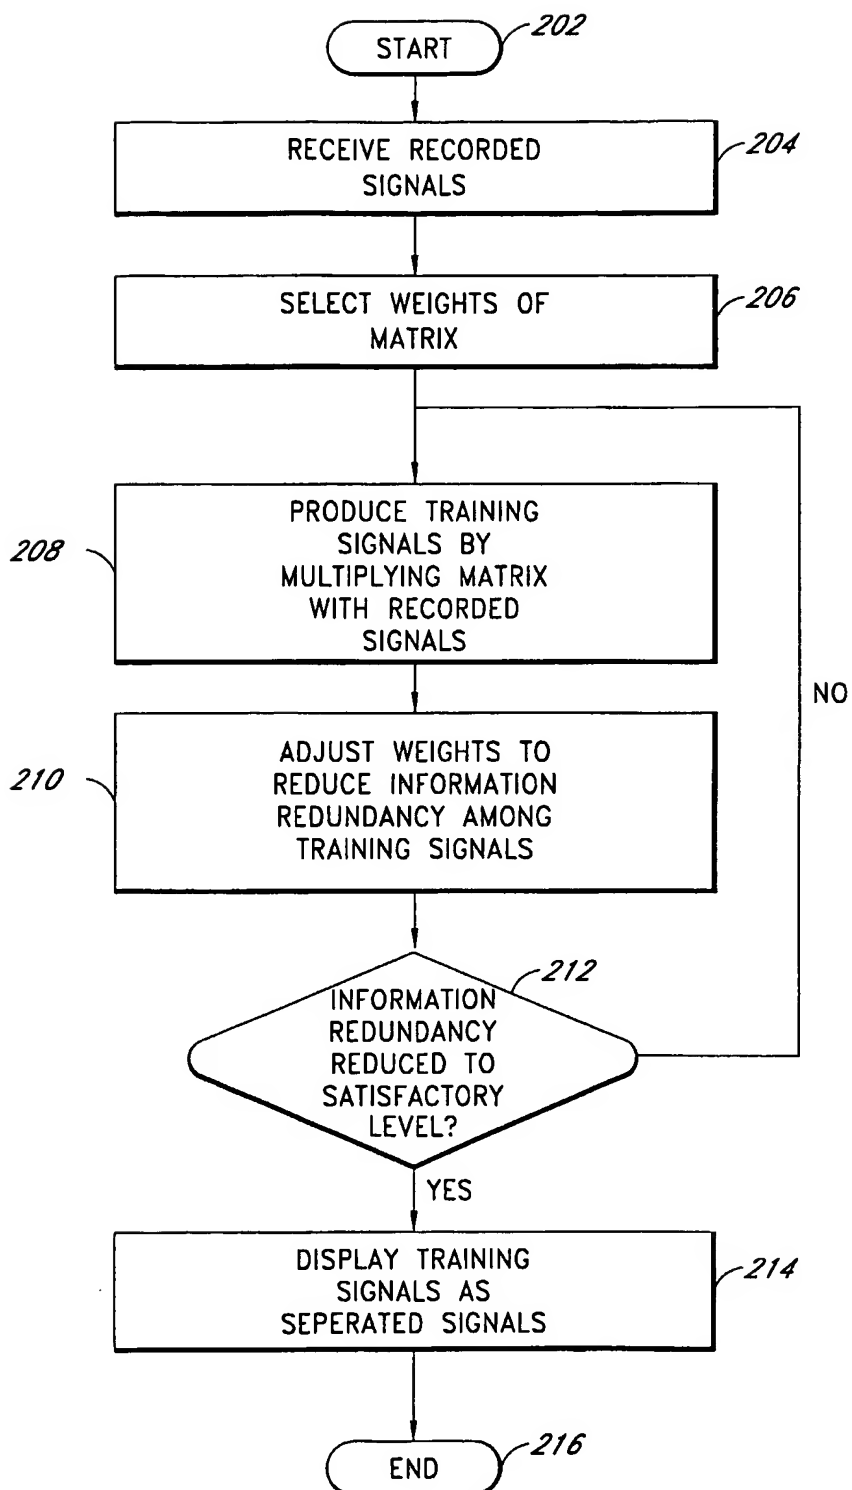 START
202
RECEIVE RECORDED
SIGNALS
204
SELECT WEIGHTS OF
MATRIX
206
PRODUCE TRAINING
SIGNALS BY
MULTIPLYING MATRIX
WITH RECORDED
SIGNALS
208
NO
ADJUST WEIGHTS TO
REDUCE INFORMATION
REDUNDANCY AMONG
TRAINING SIGNALS
210
INFORMATION
REDUNDANCY
REDUCED TO
SATISFACTORY
LEVEL?
212
YES
DISPLAY TRAINING
SIGNALS AS
SEPERATED SIGNALS
214
END
216